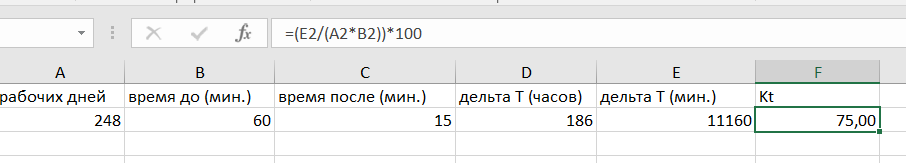 fx =(E2/(A2*B2))*100
A B C D E F
рабочих дней время до (мин.) время после (мин.) дельта Т (часов) дельта Т (мин.) Kt
248 60 15 186 11160 75,00